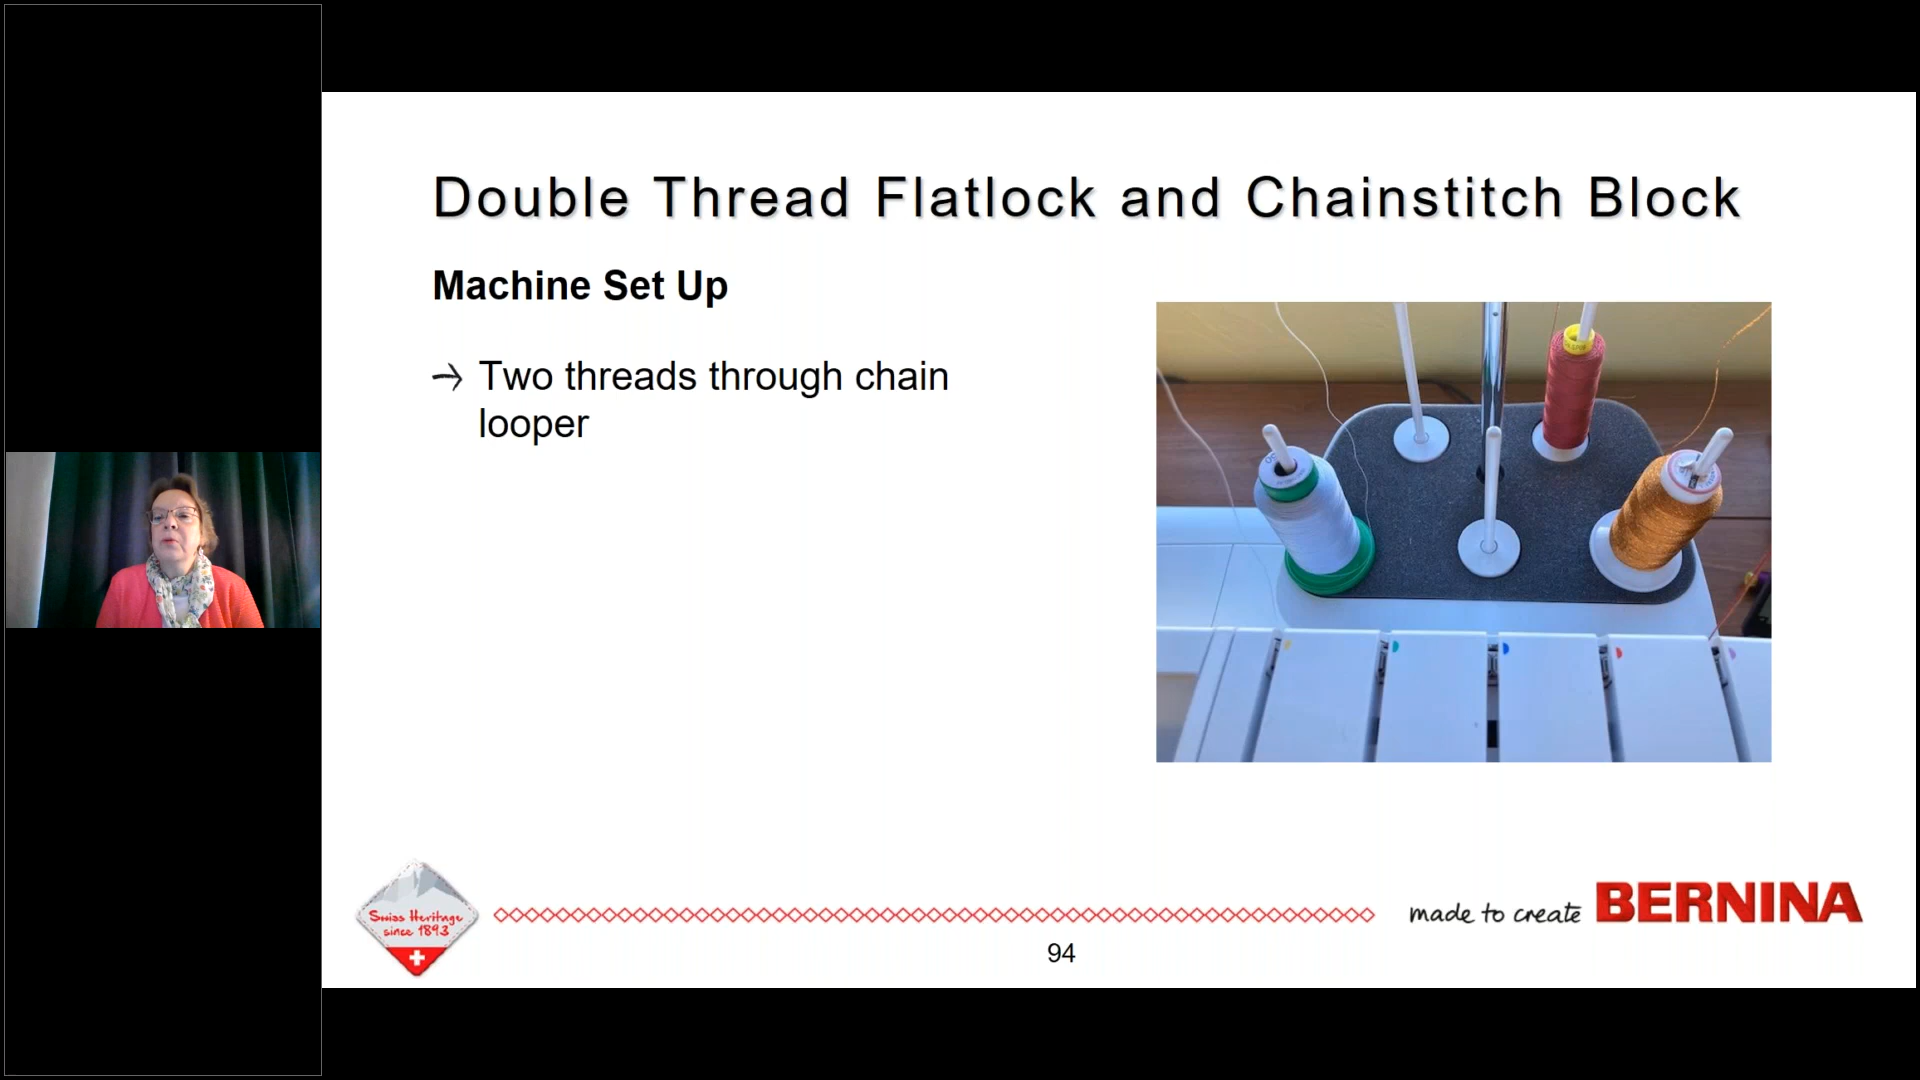 Double Thread Flatlock and Chainstitch Block
Machine Set Up
Two threads through chain
looper
Swiss Heritage
since 1893
made to create BERNINA
94